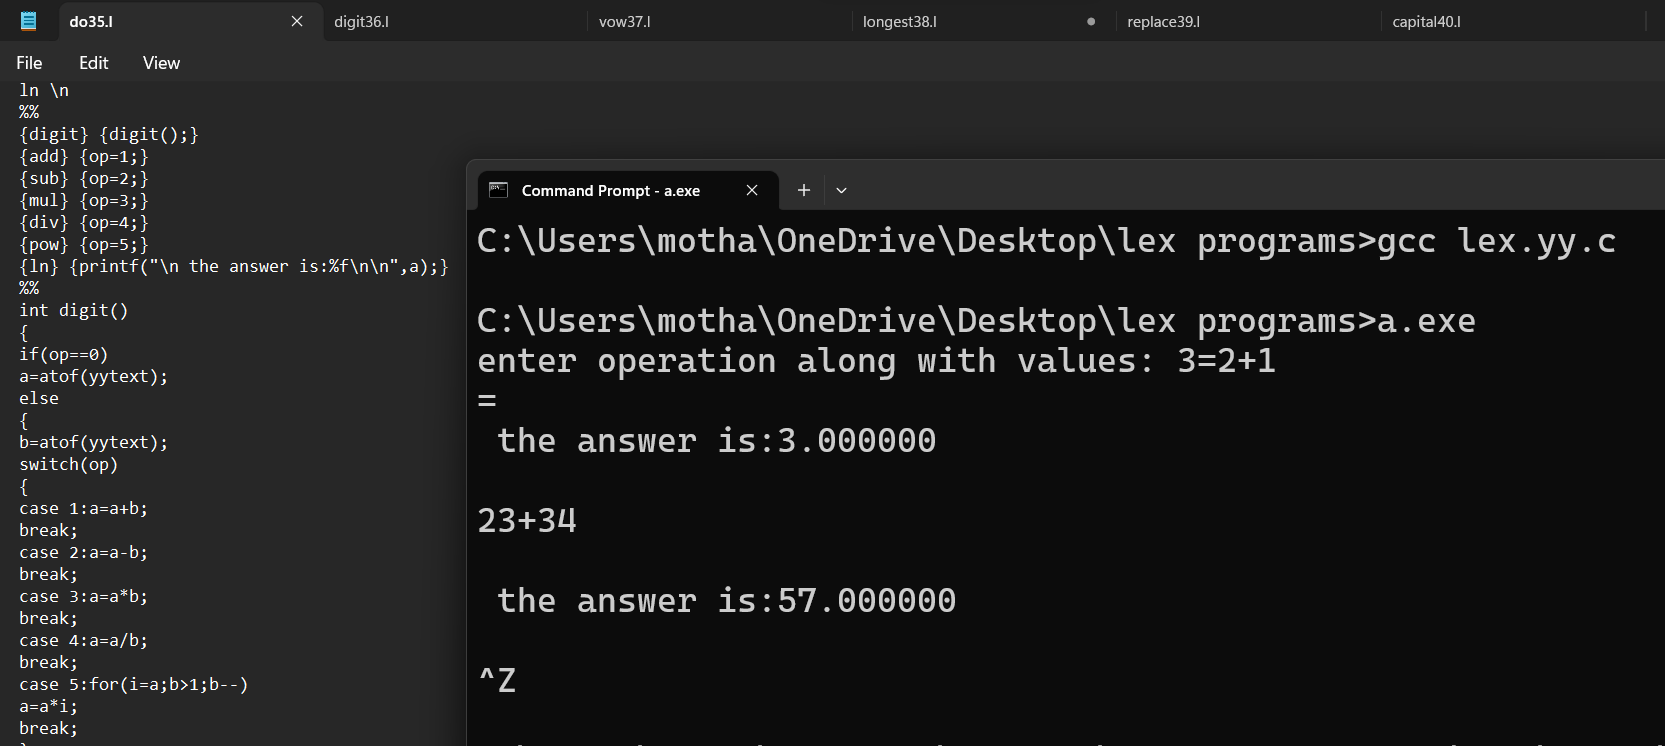 do35.l
digit36.l
vow37.l
longest38.l
replace39.l
capital40.l
File Edit View
ln \n
%%
{digit} {digit();}
{add} {op=1;}
{sub} {op=2;}
{mul} {op=3;}
{div} {op=4;}
{pow} {op=5;}
{ln} {printf("\n the answer is:%f\n\n",a);}
%%
int digit()
{
if(op==0)
a=atof(yytext);
else
{
b=atof(yytext);
switch(op)
{
case 1:a=a+b;
break;
case 2:a=a-b;
break;
case 3:a=a*b;
break;
case 4:a=a/b;
break;
case 5:for(i=a;b>1;b--)
a=a*i;
break;
Command Prompt - a.exe
C:\Users\motha\OneDrive\Desktop\lex programs>gcc lex.yy.c
C:\Users\motha\OneDrive\Desktop\lex programs>a.exe
enter operation along with values: 3=2+1
=
the answer is:3.000000
23+34
the answer is:57.000000
^Z